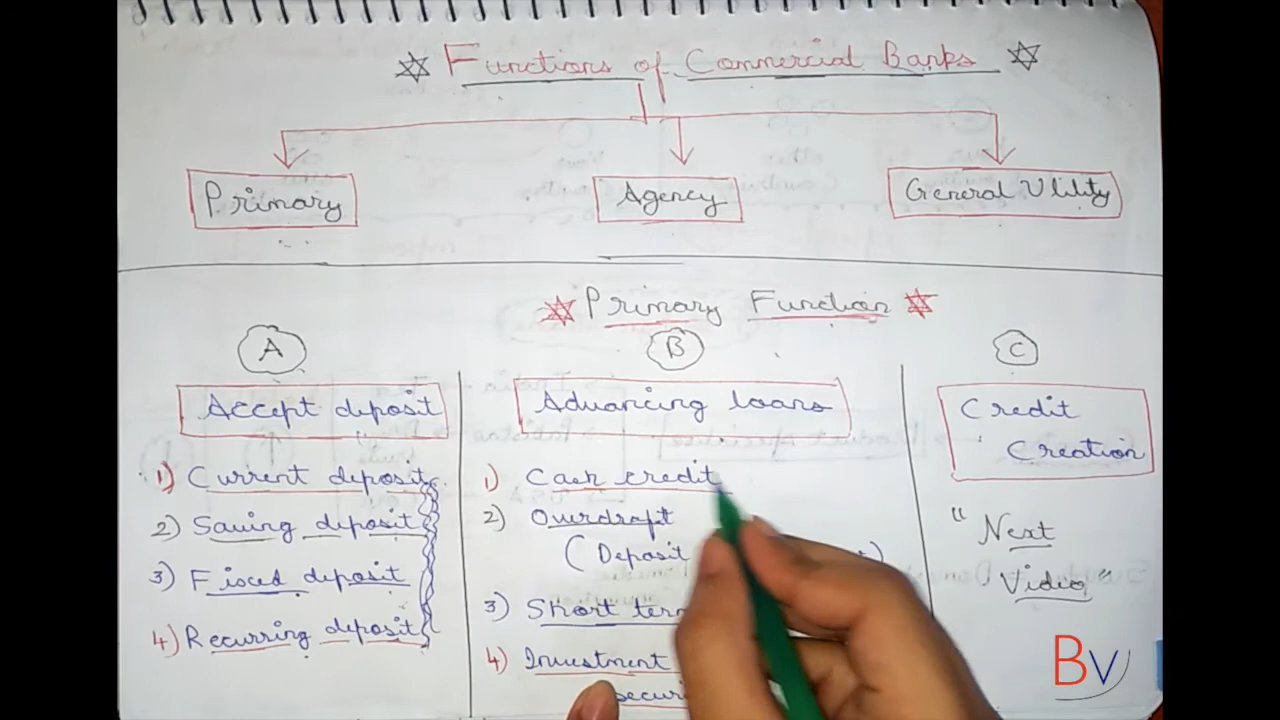 Functions of Commercial Banks
Primary
Agency
General Utility
Primary Function
A
Accept deposit
1) Current deposit
2) Saving deposit
3) Fixed deposit
4) Recurring deposit
B
Advancing loans
1) Cash credit
2) Overdraft
(Deposit
3) Short
4) Investment
C
Credit
Creation
"Next
Video"
BV